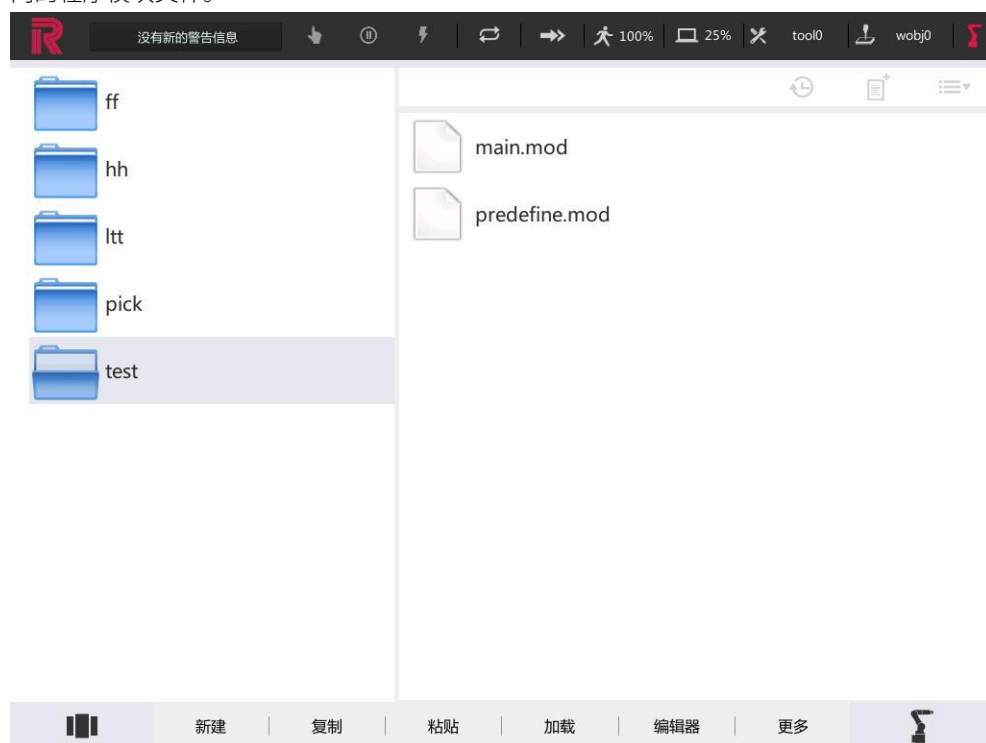 没有新的警告信息 100% 25% tool0 wobj0
ff
hh
ltt
pick
test
main.mod
predefine.mod
新建 复制 粘贴 加载 编辑器 更多